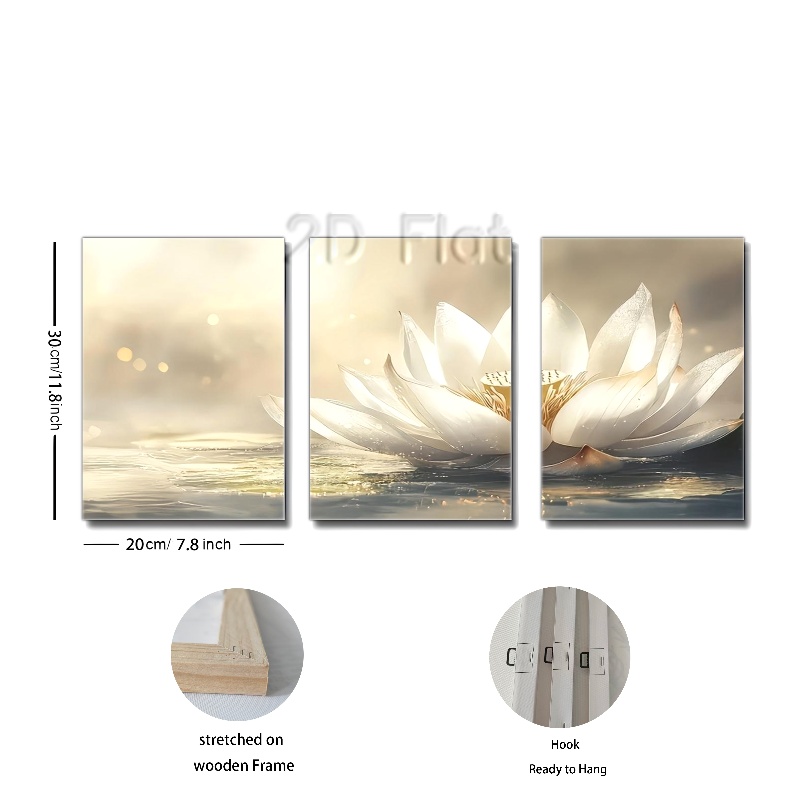 2D Flat
30cm/11.8inch
20cm/ 7.8 inch
stretched on
wooden Frame
Hook
Ready to Hang